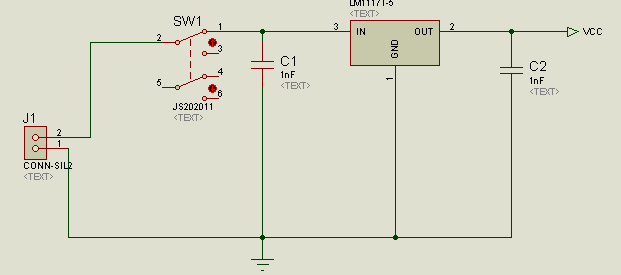 LM1117T-5
<TEXT>
SW1
2
1
3
5
4
6
JS202011
<TEXT>
C1
1nF
<TEXT>
3
IN
OUT
GND
2
1
VCC
C2
1nF
<TEXT>
J1
2
1
CONN-SIL2
<TEXT>